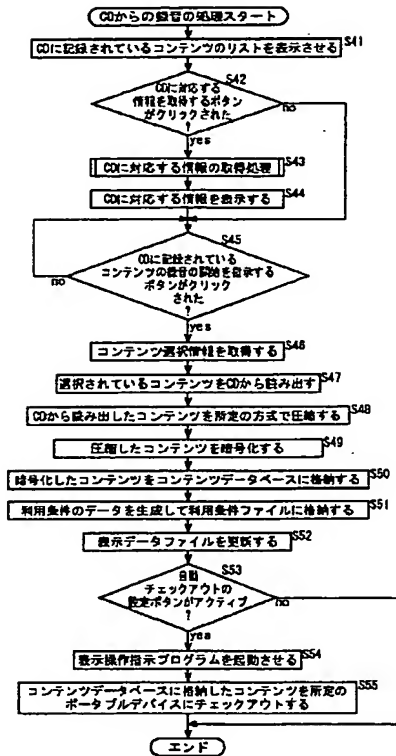 CDからの録音の処理スタート
CDに記録されているコンテンツのリストを表示させる
S41
S42
CDに対応する
情報を取得するボタン
がクリックされた
?
no
yes
CDに対応する情報の取得処理
S43
CDに対応する情報を表示する
S44
S45
CDに記録されている
コンテンツの録音の開始を指示する
ボタンがクリック
された
?
no
yes
コンテンツ選択情報を取得する
S46
選択されているコンテンツをCDから読み出す
S47
CDから読み出したコンテンツを所定の方式で圧縮する
S48
圧縮したコンテンツを暗号化する
S49
暗号化したコンテンツをコンテンツデータベースに格納する
S50
利用条件のデータを生成して利用条件ファイルに格納する
S51
表示データファイルを更新する
S52
S53
自動
チェックアウトの
設定ボタンがアクティブ
?
no
yes
表示操作指示プログラムを起動させる
S54
コンテンツデータベースに格納したコンテンツを所定の
ポータブルデバイスにチェックアウトする
S55
エンド